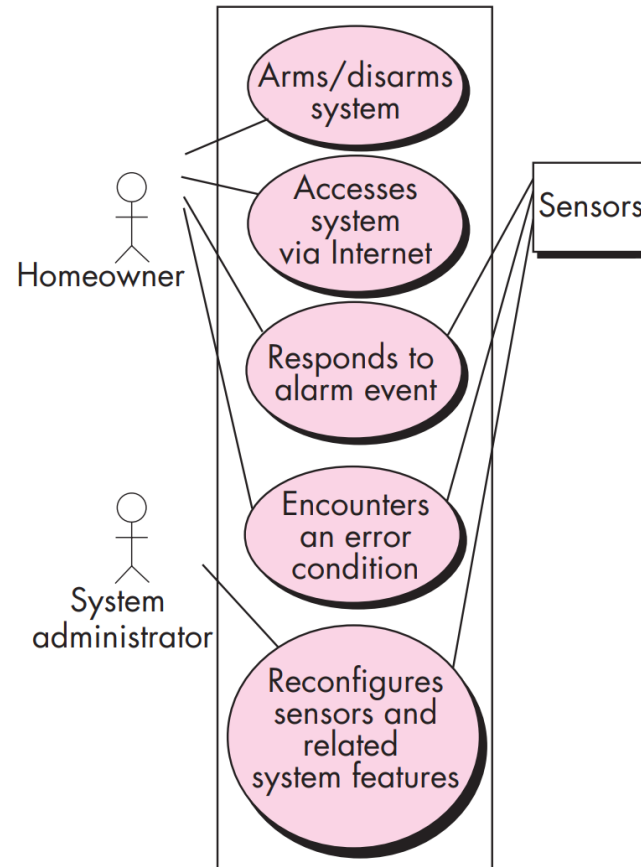 Arms/disarms
system
Accesses
system
via Internet
Sensors
Homeowner
Responds to
alarm event
Encounters
an error
condition
System
administrator
Reconfigures
sensors and
related
system features